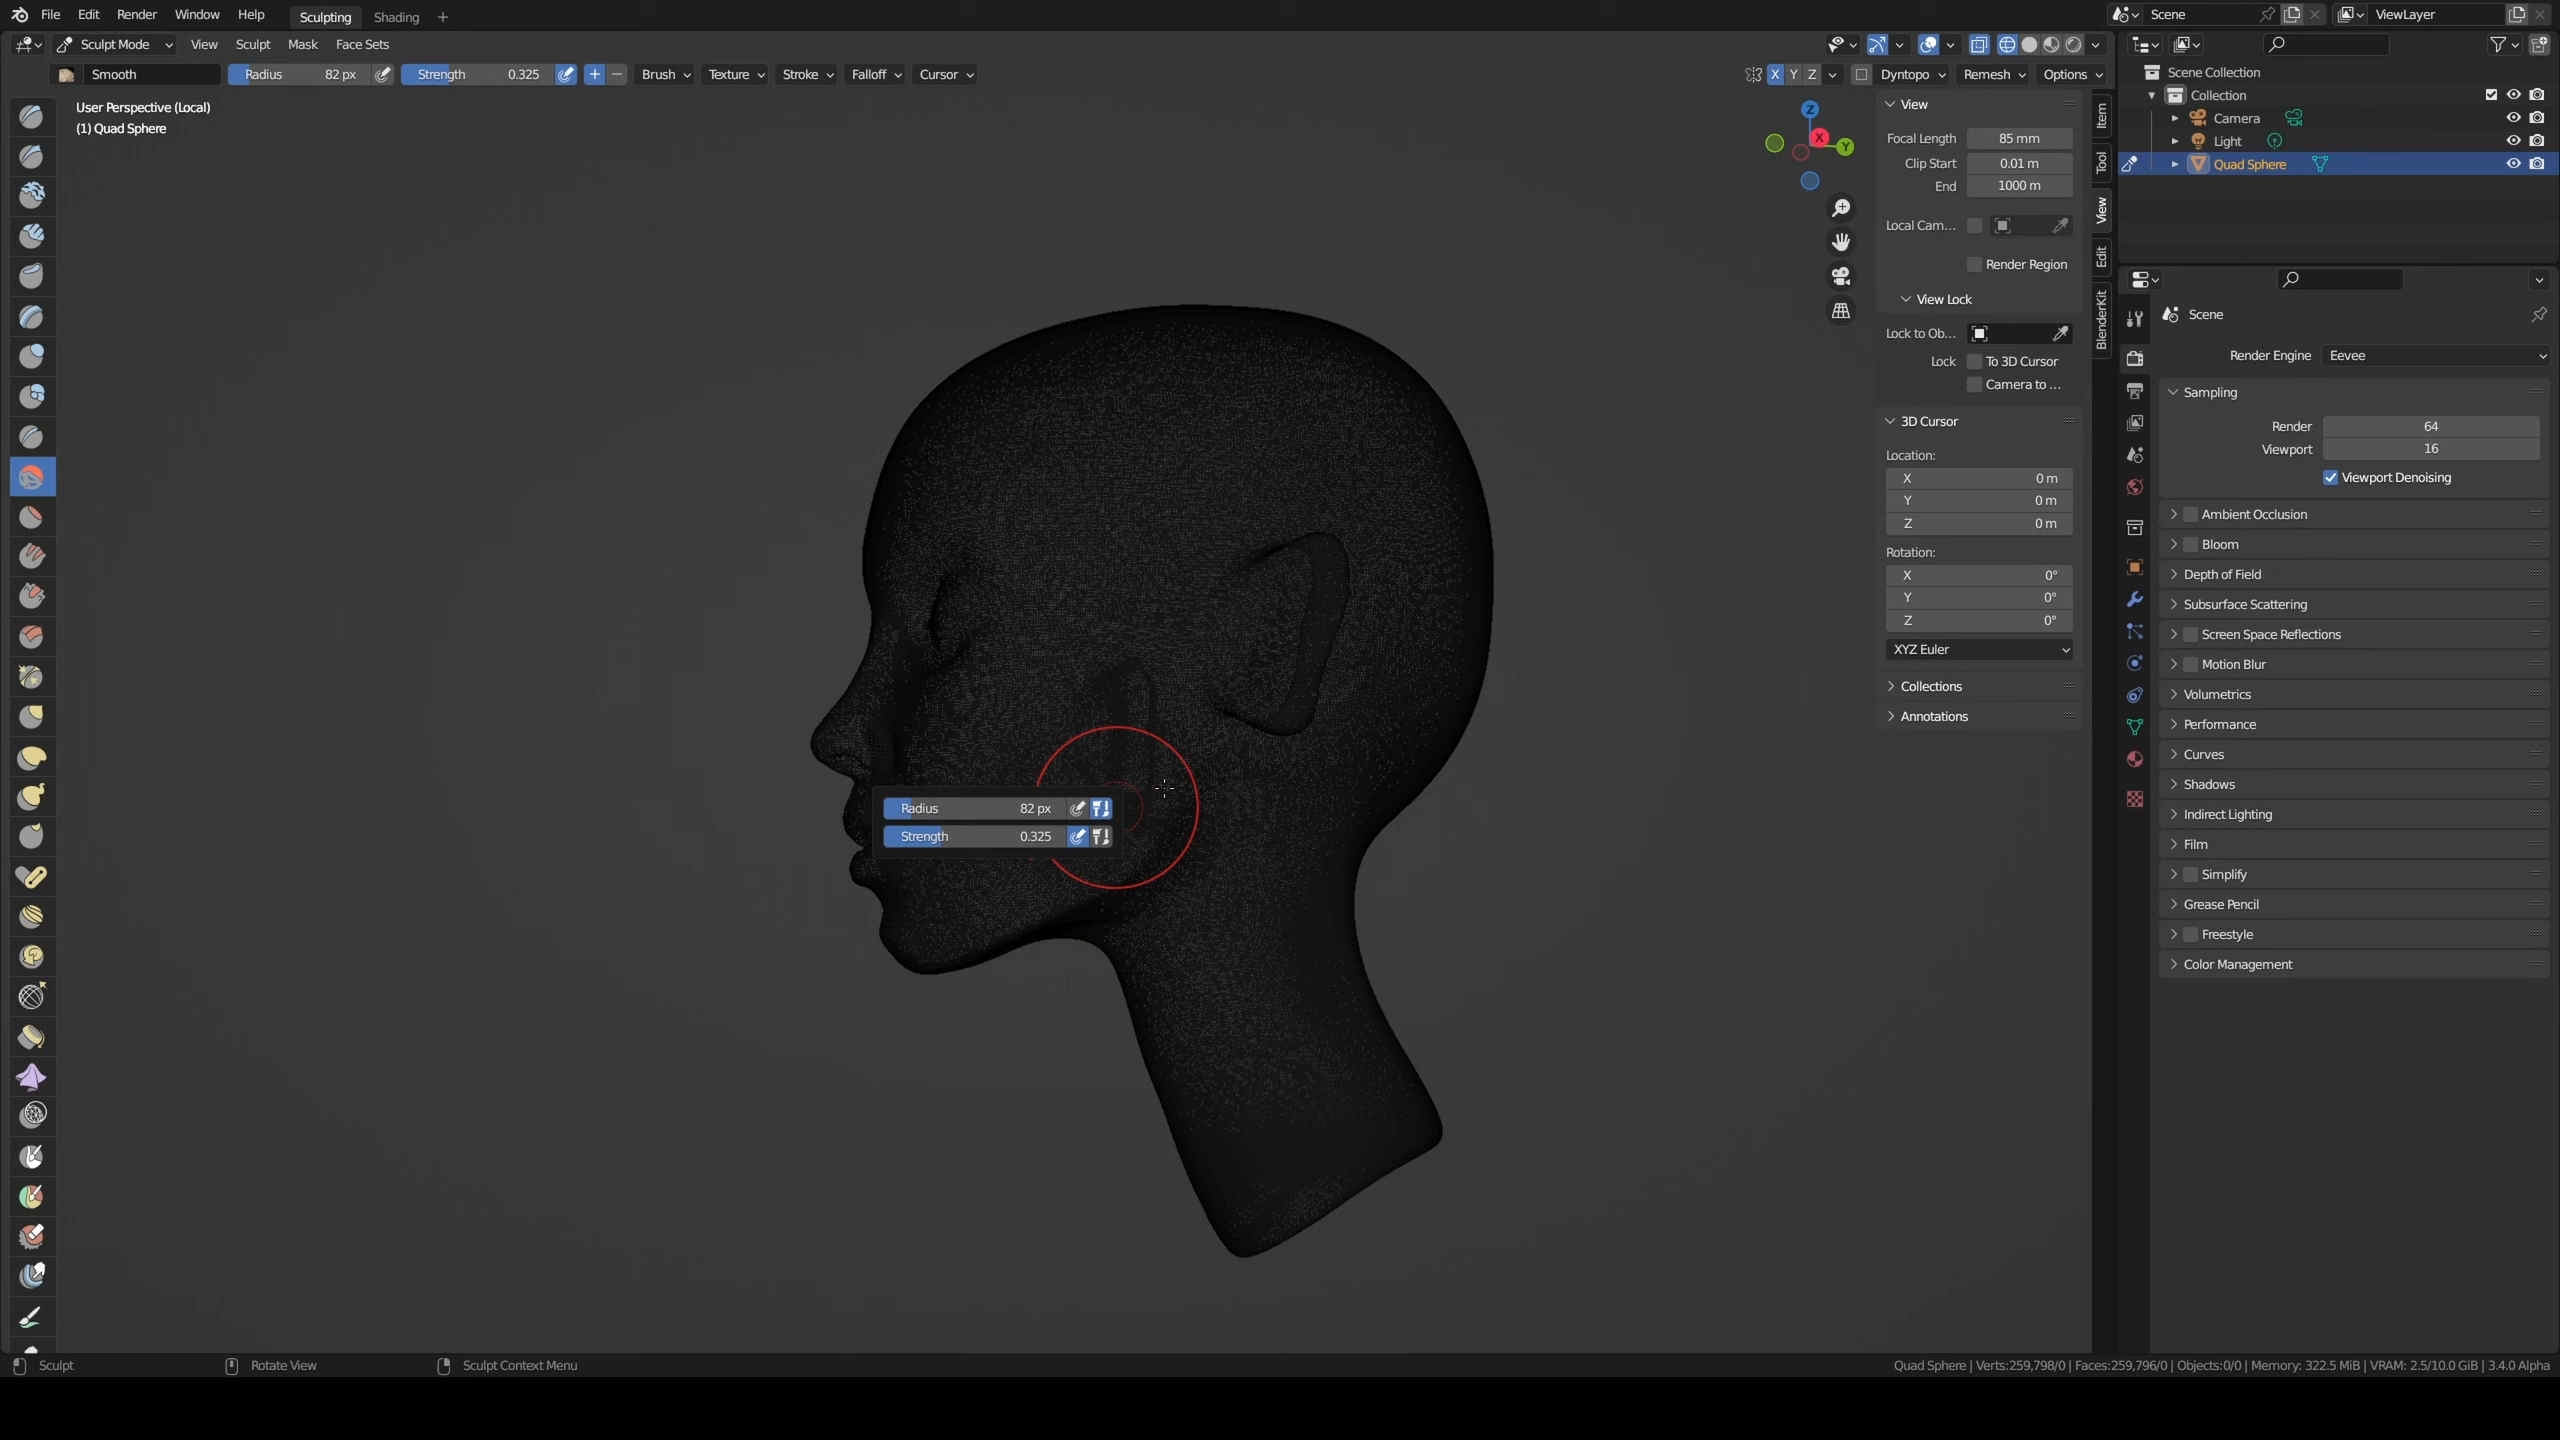 File Edit Render Window Help Sculpting Shading + Scene ViewLayer
Sculpt Mode View Sculpt Mask Face Sets
Smooth Radius 82 px Strength 0.325 + − Brush Texture Stroke Falloff Cursor X Y Z Dyntopo Remesh Options
User Perspective (Local)
(1) Quad Sphere
Z
X
Y
View
Focal Length 85 mm
Clip Start 0.01 m
End 1000 m
Local Cam...
Render Region
View Lock
Lock to Ob...
Lock To 3D Cursor
Camera to ...
3D Cursor
Location:
X 0 m
Y 0 m
Z 0 m
Rotation:
X 0°
Y 0°
Z 0°
XYZ Euler
Collections
Annotations
Item
Tool
View
Edit
BlenderKit
Radius 82 px
Strength 0.325
Scene Collection
Collection
Camera
Light
Quad Sphere
Scene
Render Engine Eevee
Sampling
Render 64
Viewport 16
Viewport Denoising
Ambient Occlusion
Bloom
Depth of Field
Subsurface Scattering
Screen Space Reflections
Motion Blur
Volumetrics
Performance
Curves
Shadows
Indirect Lighting
Film
Simplify
Grease Pencil
Freestyle
Color Management
Sculpt Rotate View Sculpt Context Menu Quad Sphere | Verts:259,798/0 | Faces:259,796/0 | Objects:0/0 | Memory: 322.5 MiB | VRAM: 2.5/10.0 GiB | 3.4.0 Alpha